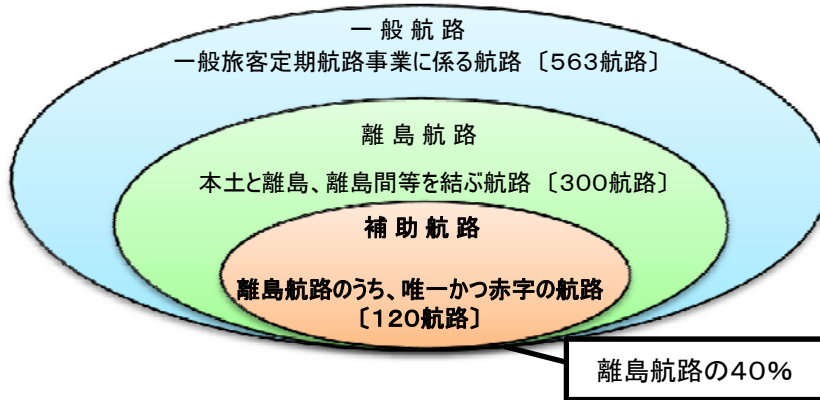 一 般 航 路
一般旅客定期航路事業に係る航路 〔563航路〕
離 島 航 路
本土と離島、離島間等を結ぶ航路 〔300航路〕
補 助 航 路
離島航路のうち、唯一かつ赤字の航路
〔120航路〕
離島航路の40%